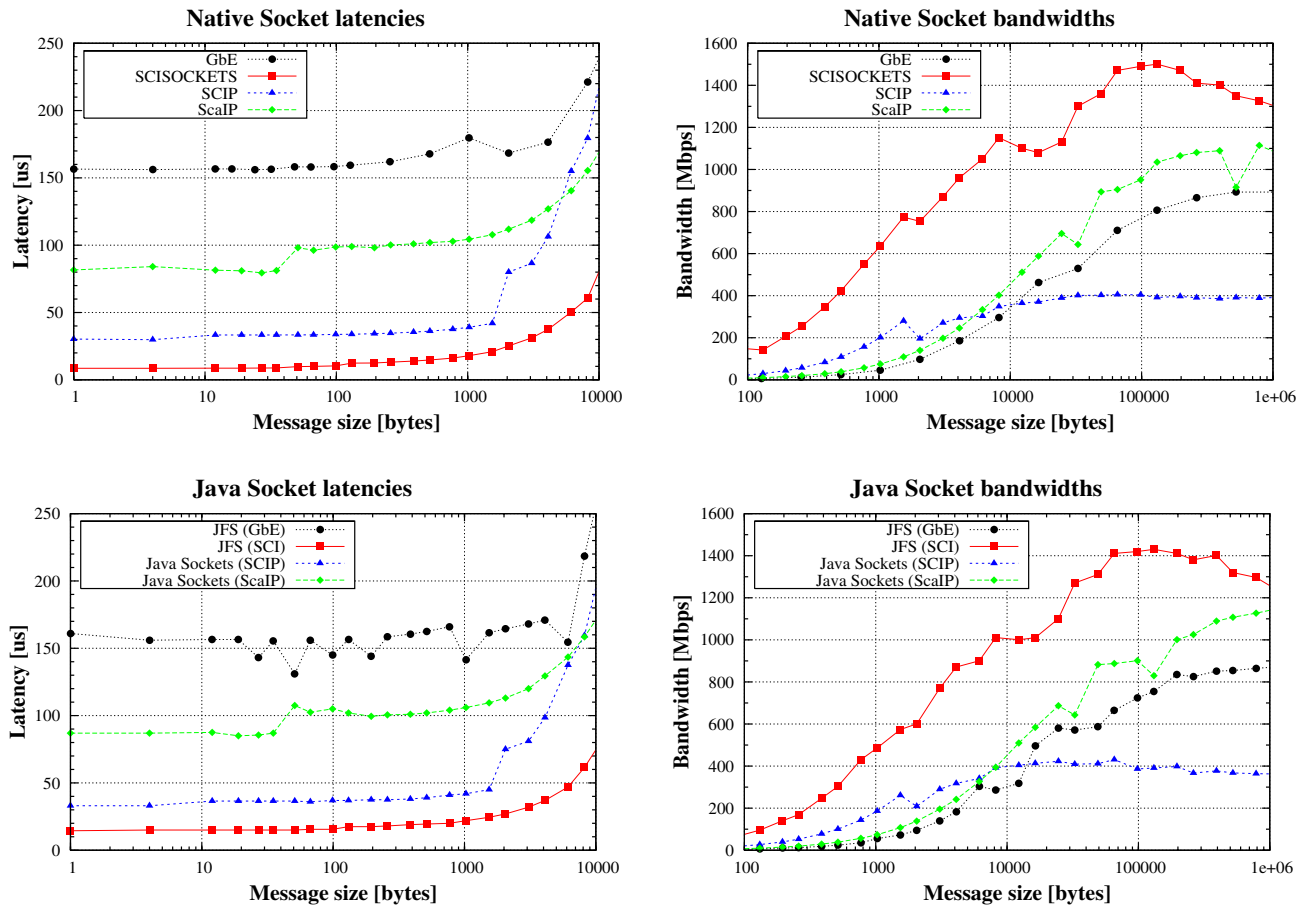 Native Socket latencies
250
200
150
100
50
0
1
10
100
1000
10000
Latency [us]
Message size [bytes]
GbE
SCISOCKETS
SCIP
ScaIP
Native Socket bandwidths
1600
1400
1200
1000
800
600
400
200
0
100
1000
10000
100000
1e+06
Bandwidth [Mbps]
Message size [bytes]
GbE
SCISOCKETS
SCIP
ScaIP
Java Socket latencies
250
200
150
100
50
0
1
10
100
1000
10000
Latency [us]
Message size [bytes]
JFS (GbE)
JFS (SCI)
Java Sockets (SCIP)
Java Sockets (ScaIP)
Java Socket bandwidths
1600
1400
1200
1000
800
600
400
200
0
100
1000
10000
100000
1e+06
Bandwidth [Mbps]
Message size [bytes]
JFS (GbE)
JFS (SCI)
Java Sockets (SCIP)
Java Sockets (ScaIP)